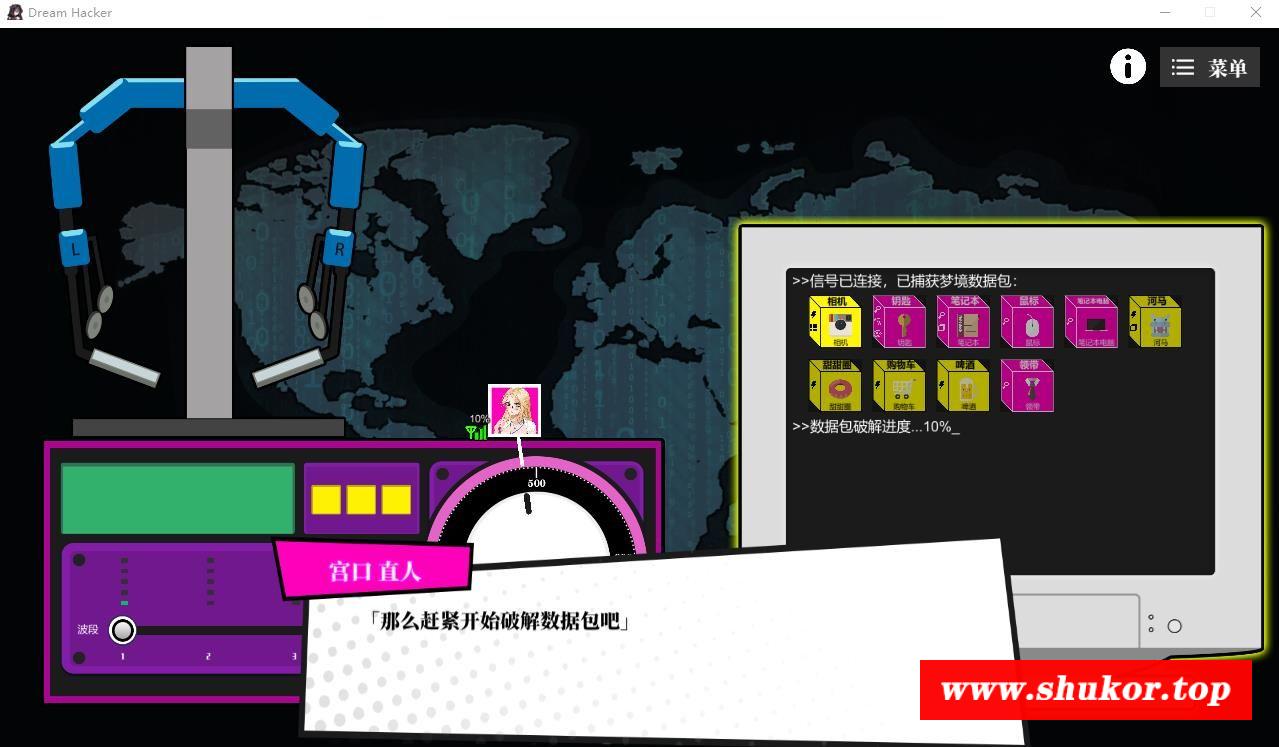 Dream Hacker
菜单
L
R
>>信号已连接，已捕获梦境数据包：
相机 钥匙 笔记本 鼠标 笔记本电脑 河马
相机 钥匙 笔记本 鼠标 笔记本电脑 河马
甜甜圈 购物车 啤酒 领带
甜甜圈 购物车 啤酒 领带
>>数据包破解进度...10%_
10%
500
波段
1 2 3
宫口 直人
「那么赶紧开始破解数据包吧」
www.shukor.top